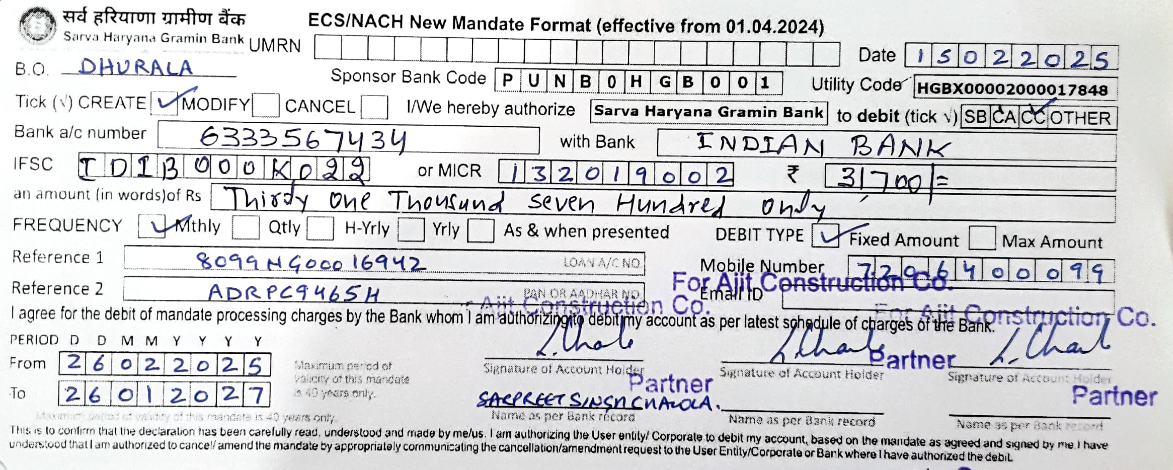 सर्व हरियाणा ग्रामीण बैंक
Sarva Haryana Gramin Bank
ECS/NACH New Mandate Format (effective from 01.04.2024)
UMRN
Date 15022025
B.O. DHURALA
Sponsor Bank Code PUNB0HGB001
Utility Code HGBX00002000017848
Tick (√) CREATE ✓ MODIFY CANCEL I/We hereby authorize Sarva Haryana Gramin Bank to debit (tick √) SB CA CC OTHER
Bank a/c number 6333567434 with Bank INDIAN BANK
IFSC IDIB000K022 or MICR 132019002 ₹ 31700/=
an amount (in words)of Rs Thirty One Thousand Seven Hundred only
FREQUENCY ✓ Mthly Qtly H-Yrly Yrly As & when presented DEBIT TYPE ✓ Fixed Amount Max Amount
Reference 1 8099MG00016942 LOAN A/C NO. Mobile Number 7206400099
For Ajit Construction Co.
Reference 2 ADRPC9465H PAN OR AADHAR NO. Email ID
Ajit Construction Co. For Ajit Construction Co.
I agree for the debit of mandate processing charges by the Bank whom I am authorizing to debit my account as per latest schedule of charges of the Bank.
PERIOD D D M M Y Y Y Y
From 26022025
To 26012027
Maximum period of
validity of this mandate
is 40 years only.
Signature of Account Holder Signature of Account Holder Signature of Account Holder
Partner Partner Partner
SARPREET SINGH CHAWLA.
Name as per Bank record Name as per Bank record Name as per Bank record
Maximum period of validity of this mandate is 40 years only.
This is to confirm that the declaration has been carefully read, understood and made by me/us. I am authorizing the User entity/ Corporate to debit my account, based on the mandate as agreed and signed by me. I have
understood that I am authorized to cancel/ amend the mandate by appropriately communicating the cancellation/amendment request to the User Entity/Corporate or Bank where I have authorized the debit.